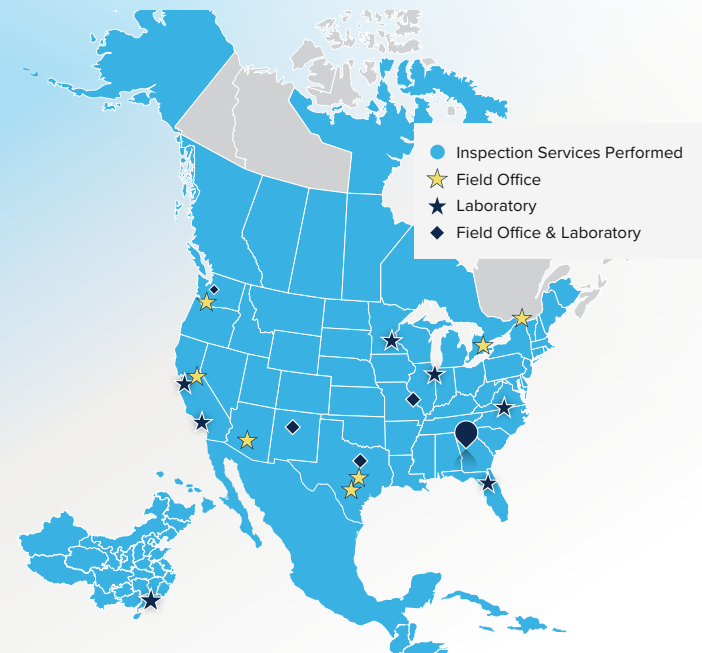 Inspection Services Performed
Field Office
Laboratory
Field Office & Laboratory